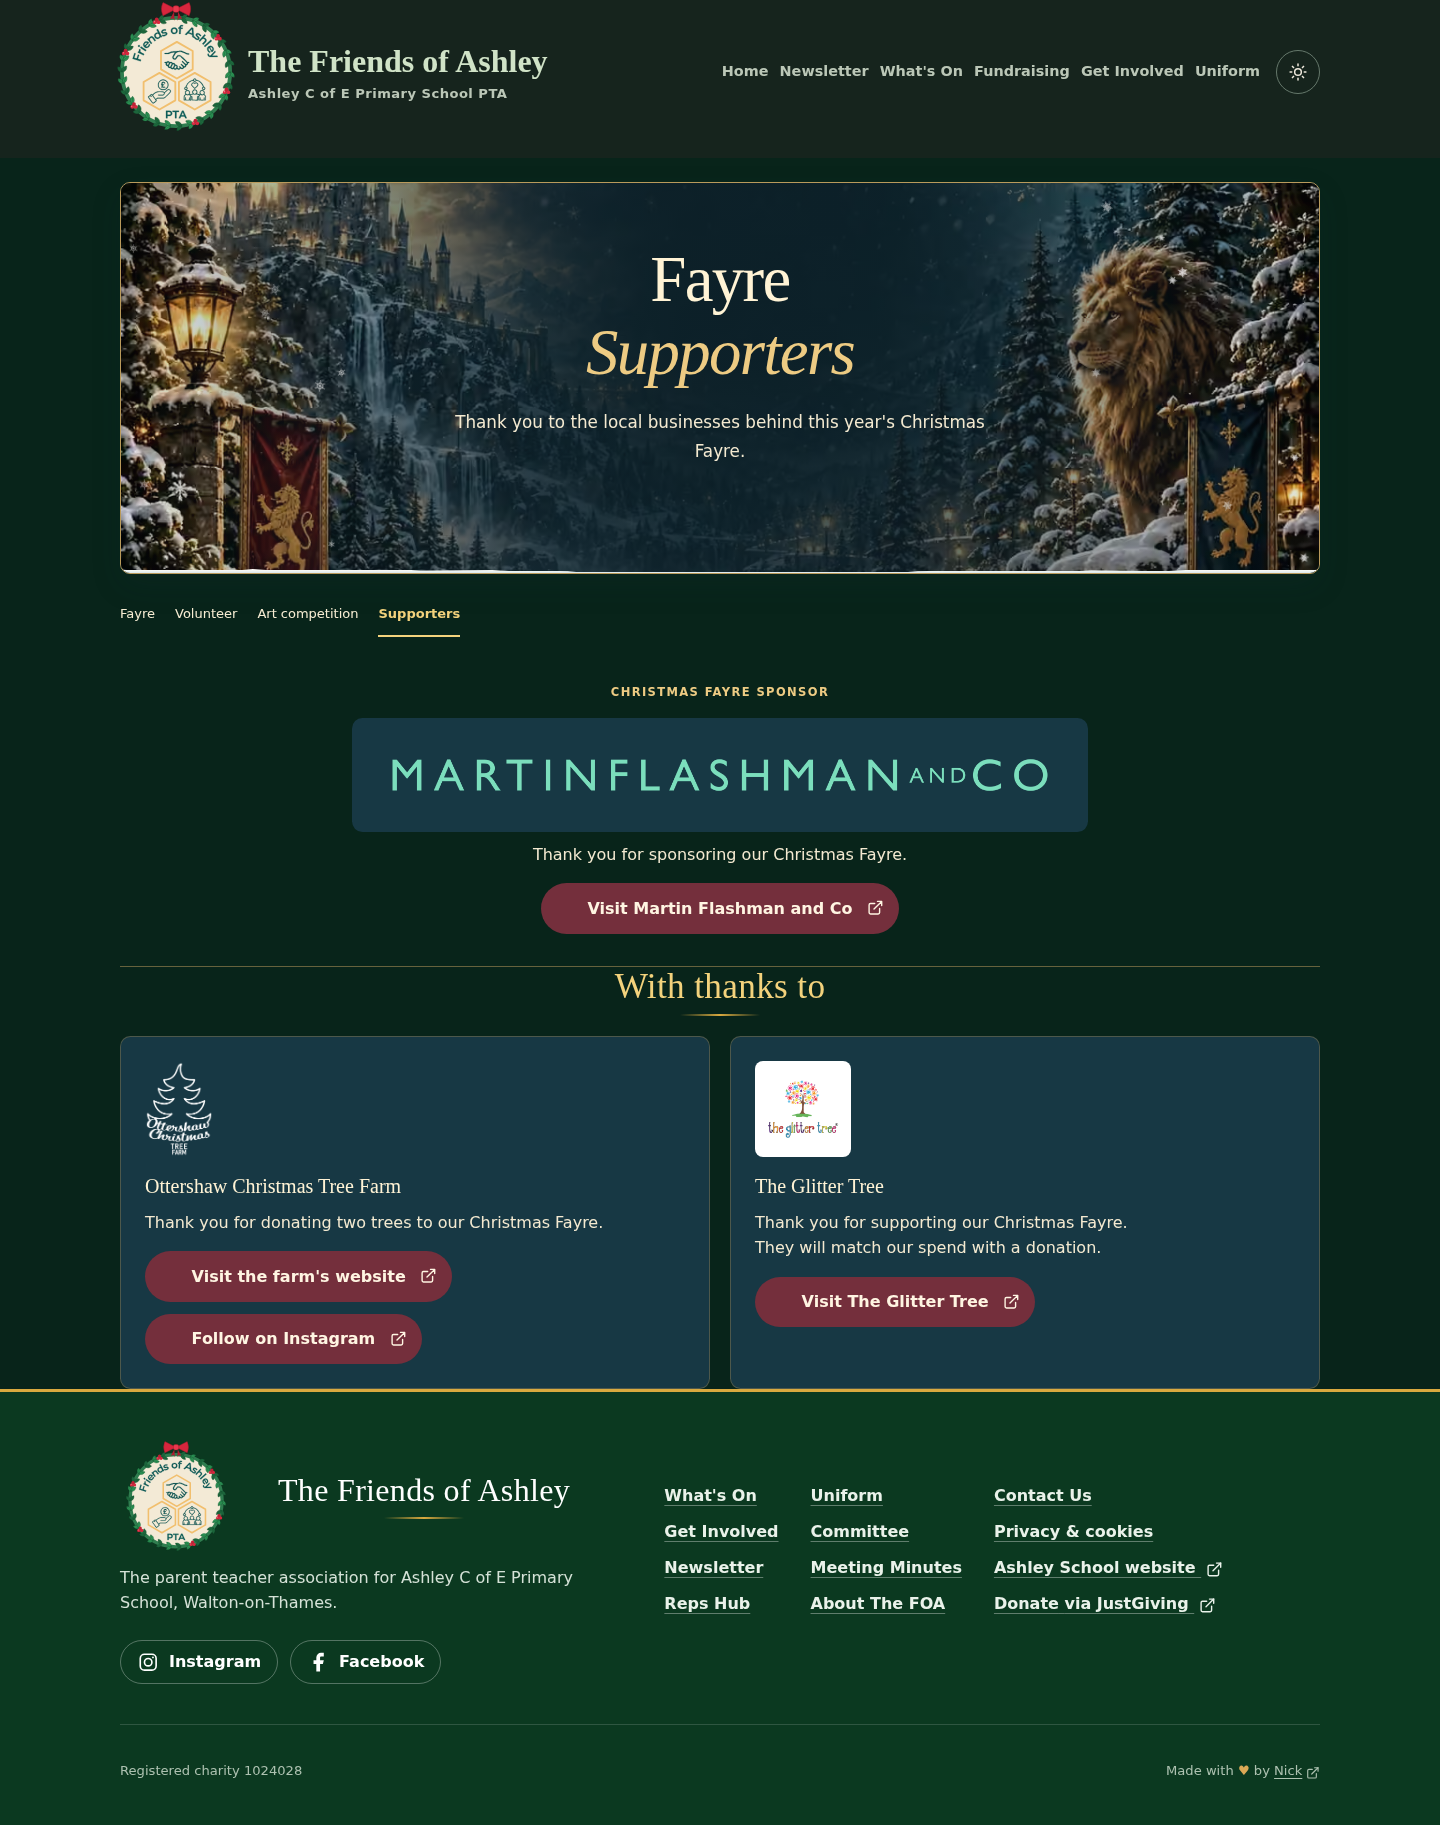 Friends of Ashley
PTA
The Friends of Ashley
Ashley C of E Primary School PTA
Home Newsletter What's On Fundraising Get Involved Uniform
Fayre
Supporters
Thank you to the local businesses behind this year's Christmas
Fayre.
Fayre Volunteer Art competition Supporters
CHRISTMAS FAYRE SPONSOR
MARTINFLASHMANANDCO
Thank you for sponsoring our Christmas Fayre.
Visit Martin Flashman and Co
With thanks to
Ottershaw
Christmas
TREE
FARM
Ottershaw Christmas Tree Farm
Thank you for donating two trees to our Christmas Fayre.
Visit the farm's website
Follow on Instagram
the glitter tree
The Glitter Tree
Thank you for supporting our Christmas Fayre.
They will match our spend with a donation.
Visit The Glitter Tree
Friends of Ashley
PTA
The Friends of Ashley
The parent teacher association for Ashley C of E Primary
School, Walton-on-Thames.
Instagram Facebook
What's On
Get Involved
Newsletter
Reps Hub
Uniform
Committee
Meeting Minutes
About The FOA
Contact Us
Privacy & cookies
Ashley School website
Donate via JustGiving
Registered charity 1024028
Made with ♥ by Nick